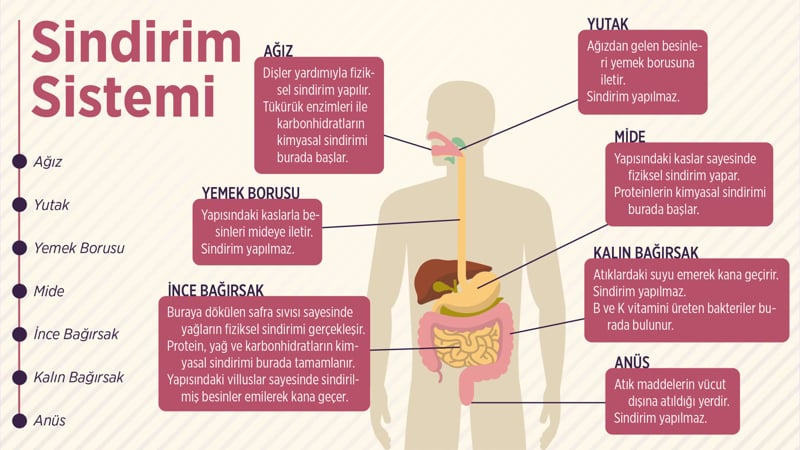 Sindirim
Sistemi
Ağız
Yutak
Yemek Borusu
Mide
İnce Bağırsak
Kalın Bağırsak
Anüs
AĞIZ
Dişler yardımıyla fizik-
sel sindirim yapılır.
Tükürük enzimleri ile
karbonhidratların
kimyasal sindirimi
burada başlar.
YEMEK BORUSU
Yapısındaki kaslarla be-
sinleri mideye iletir.
Sindirim yapılmaz.
İNCE BAĞIRSAK
Buraya dökülen safra sıvısı sayesinde
yağların fiziksel sindirimi gerçekleşir.
Protein, yağ ve karbonhidratların kim-
yasal sindirimi burada tamamlanır.
Yapısındaki villuslar sayesinde sindiril-
miş besinler emilerek kana geçer.
YUTAK
Ağızdan gelen besinle-
ri yemek borusuna
iletir.
Sindirim yapılmaz.
MİDE
Yapısındaki kaslar sayesinde
fiziksel sindirim yapar.
Proteinlerin kimyasal sindirimi
burada başlar.
KALIN BAĞIRSAK
Atıklardaki suyu emerek kana geçirir.
Sindirim yapılmaz.
B ve K vitamini üreten bakteriler bu-
rada bulunur.
ANÜS
Atık maddelerin vücut
dışına atıldığı yerdir.
Sindirim yapılmaz.